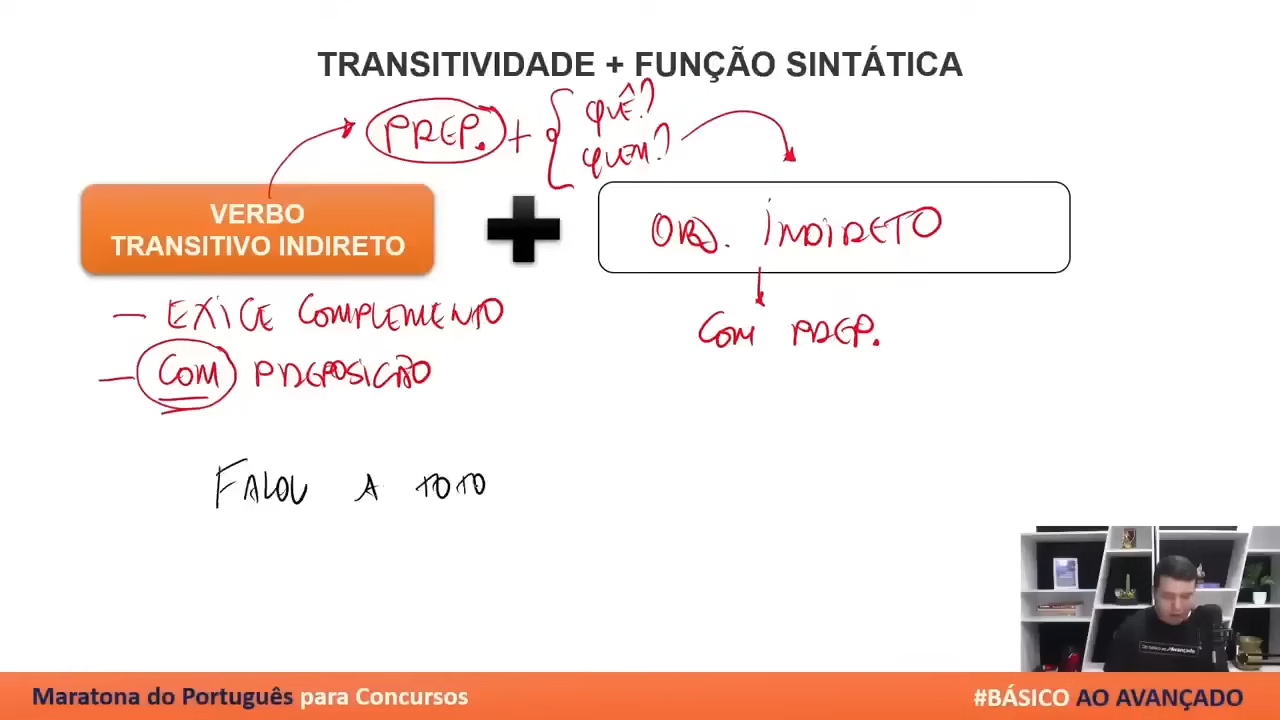 TRANSITIVIDADE + FUNÇÃO SINTÁTICA
PREP. + { QUÊ?
QUEM?
VERBO
TRANSITIVO INDIRETO
OBJ. INDIRETO
— EXIGE COMPLEMENTO
COM PREP.
— COM PREPOSIÇÃO
FALOU A TOTO
Maratona do Português para Concursos
#BÁSICO AO AVANÇADO